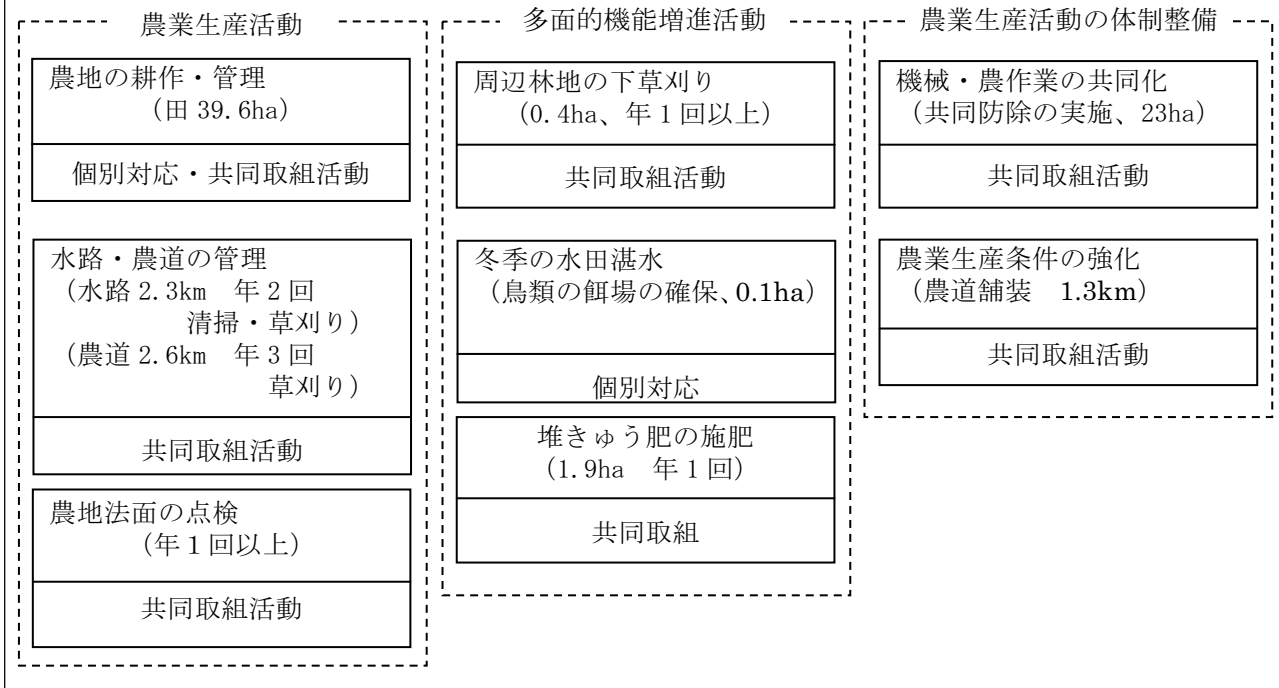 農業生産活動
農地の耕作・管理
(田 39.6ha)
個別対応・共同取組活動
水路・農道の管理
(水路 2.3km 年 2 回
清掃・草刈り)
(農道 2.6km 年 3 回
草刈り)
共同取組活動
農地法面の点検
(年 1 回以上)
共同取組活動
多面的機能増進活動
周辺林地の下草刈り
(0.4ha、年 1 回以上)
共同取組活動
冬季の水田湛水
(鳥類の餌場の確保、0.1ha)
個別対応
堆きゅう肥の施肥
(1.9ha 年 1 回)
共同取組
農業生産活動の体制整備
機械・農作業の共同化
(共同防除の実施、23ha)
共同取組活動
農業生産条件の強化
(農道舗装 1.3km)
共同取組活動